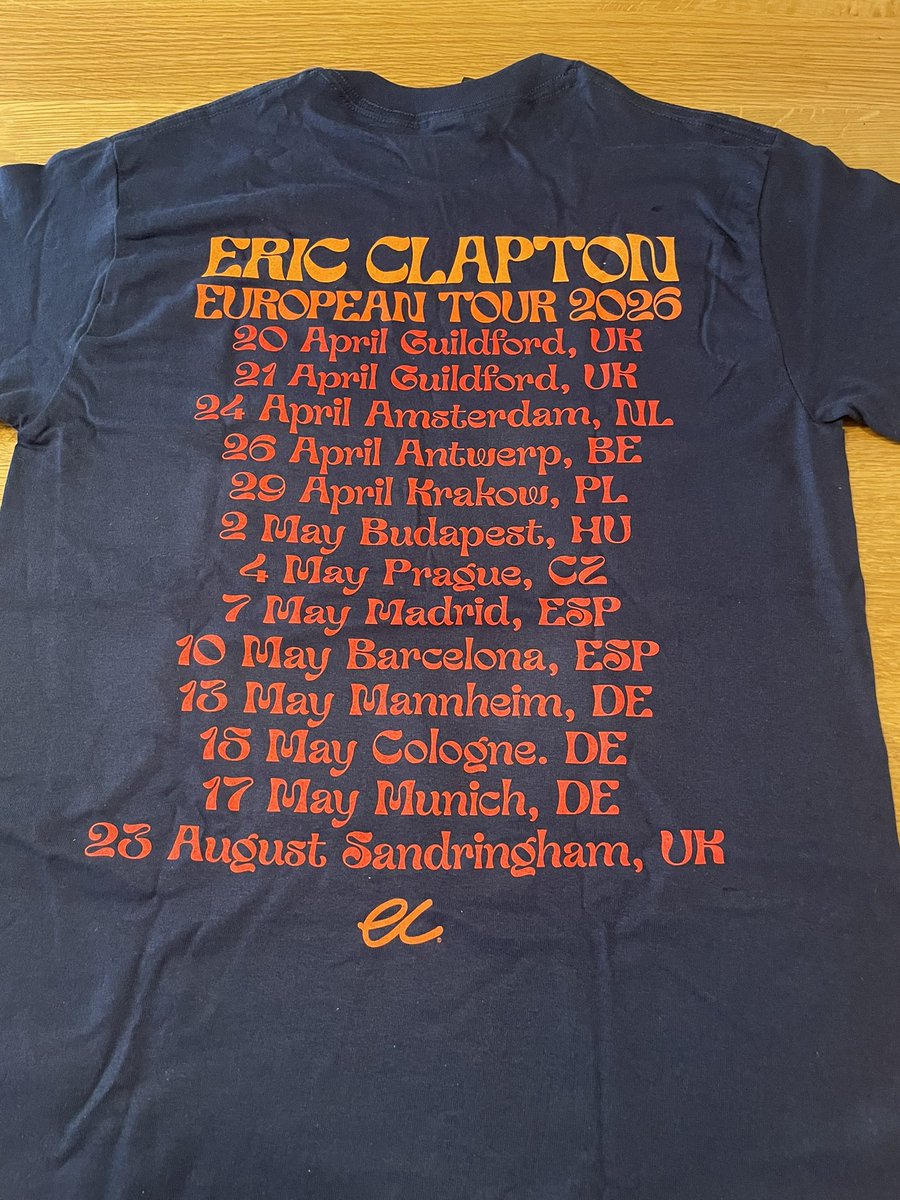 ERIC CLAPTON
EUROPEAN TOUR 2026
20 April Guildford, UK
21 April Guildford, UK
24 April Amsterdam, NL
26 April Antwerp, BE
29 April Krakow, PL
2 May Budapest, HU
4 May Prague, CZ
7 May Madrid, ESP
10 May Barcelona, ESP
13 May Mannheim, DE
15 May Cologne. DE
17 May Munich, DE
23 August Sandringham, UK
ec